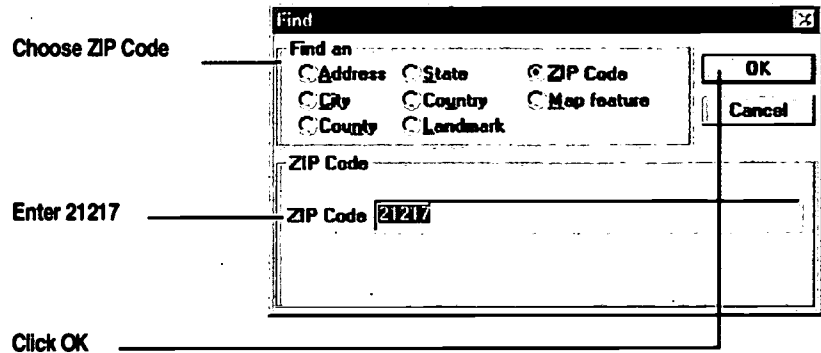 Find
Choose ZIP Code
Find an
Address State ZIP Code
City Country Map feature
County Landmark
OK
Cancel
ZIP Code
Enter 21217
ZIP Code 21217
Click OK